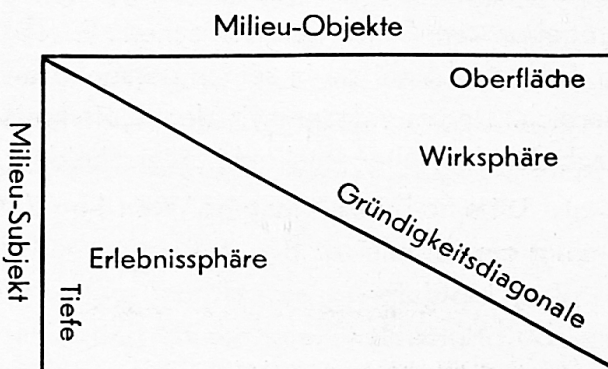 Milieu-Objekte
Oberfläche
Wirksphäre
Gründigkeitsdiagonale
Milieu-Subjekt
Erlebnissphäre
Tiefe